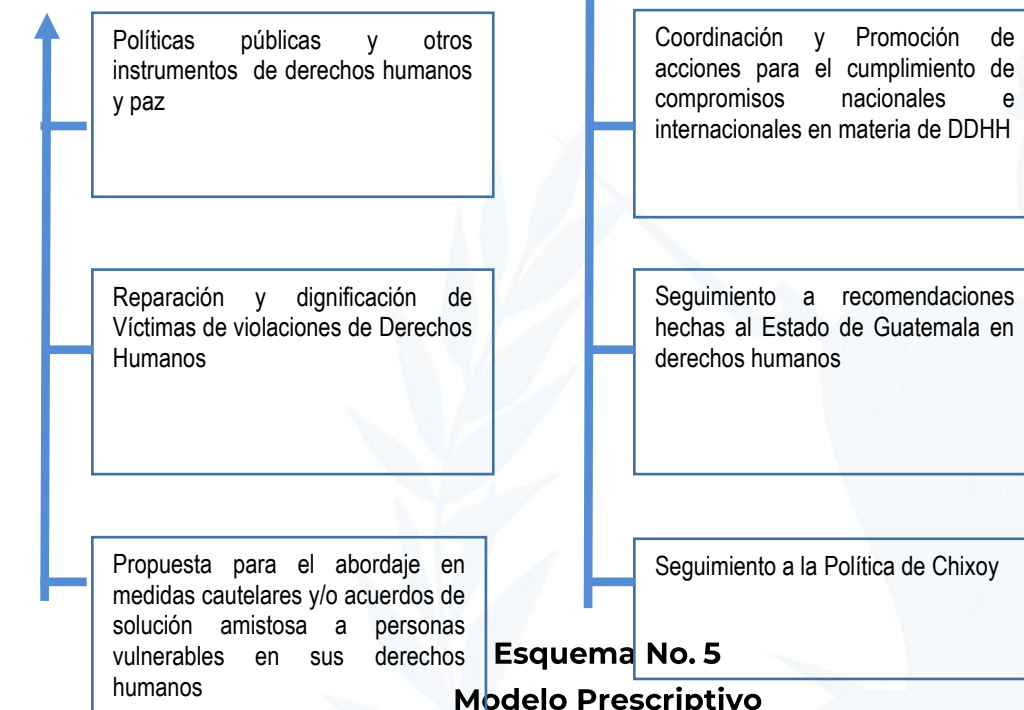 Políticas públicas y otros
instrumentos de derechos humanos
y paz
Reparación y dignificación de
Víctimas de violaciones de Derechos
Humanos
Propuesta para el abordaje en
medidas cautelares y/o acuerdos de
solución amistosa a personas
vulnerables en sus derechos
humanos
Coordinación y Promoción de
acciones para el cumplimiento de
compromisos nacionales e
internacionales en materia de DDHH
Seguimiento a recomendaciones
hechas al Estado de Guatemala en
derechos humanos
Seguimiento a la Política de Chixoy
Esquema No. 5
Modelo Prescriptivo